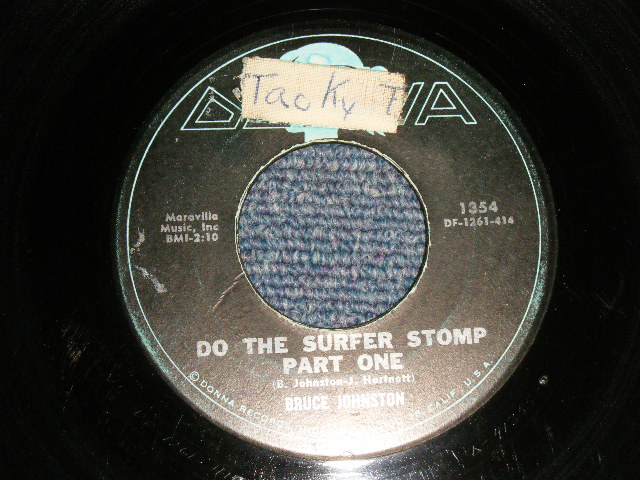 Tacky T
Maravilla
Music, Inc
BMI-2:10
1354
DF-1261-414
DO THE SURFER STOMP
PART ONE
(B. Johnston-J. Hartnett)
BRUCE JOHNSTON
© DONNA RECORDS, CALIF., U.S.A.